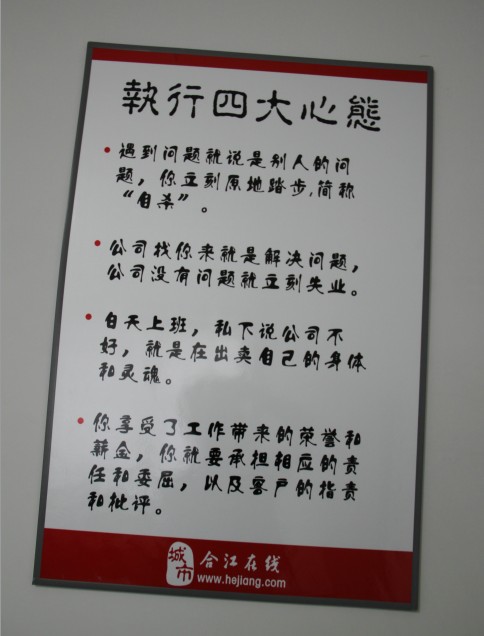 執行四大心態
• 遇到问题就说是别人的问
题，你立刻原地踏步，简称
“自杀”。
• 公司找你来就是解决问题，
公司没有问题就立刻失业。
• 白天上班，私下说公司不
好，就是在出卖自己的身体
和灵魂。
• 你享受了工作带来的荣誉和
薪金，你就要承担相应的责
任和委屈，以及客户的指责
和批评。
城市 合江在线
www.hejiang.com